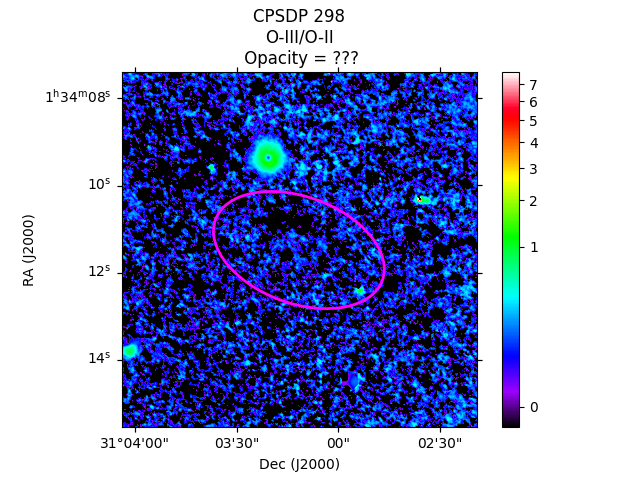 CPSDP 298
O-III/O-II
Opacity = ???
1ʰ34ᵐ08ˢ
10ˢ
12ˢ
14ˢ
RA (J2000)
31°04'00"
03'30"
00"
02'30"
Dec (J2000)
7
6
5
4
3
2
1
0